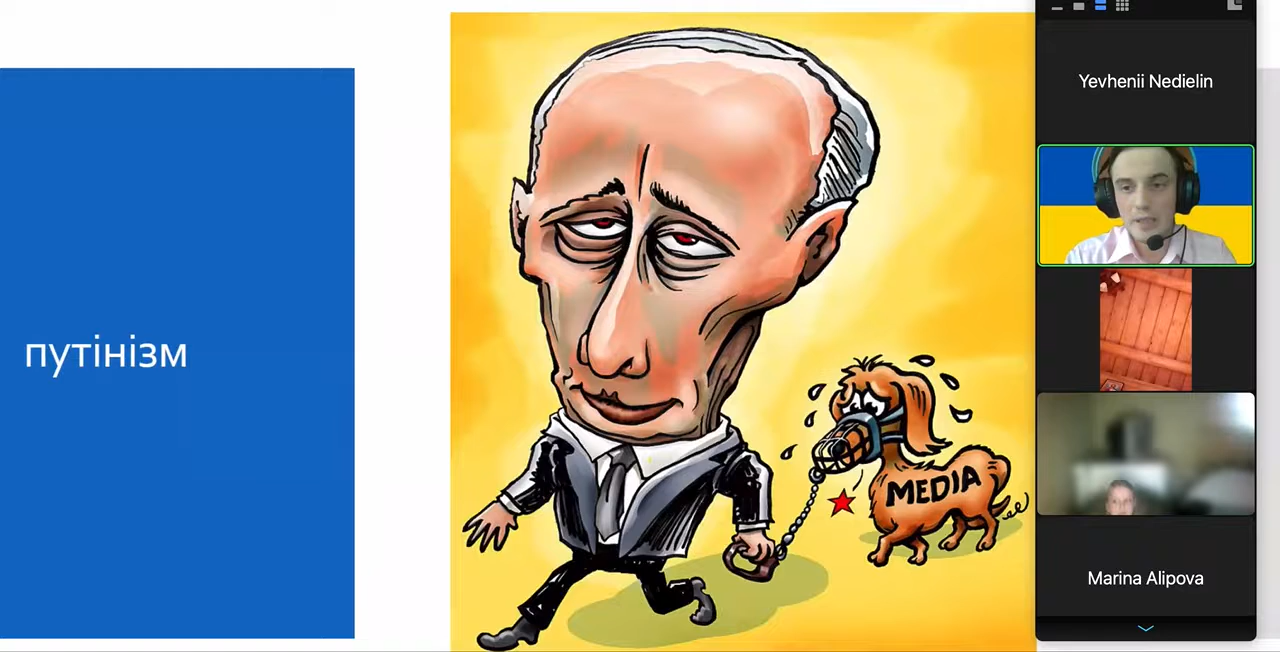 путінізм
MEDIA
Yevhenii Nedielin
Marina Alipova